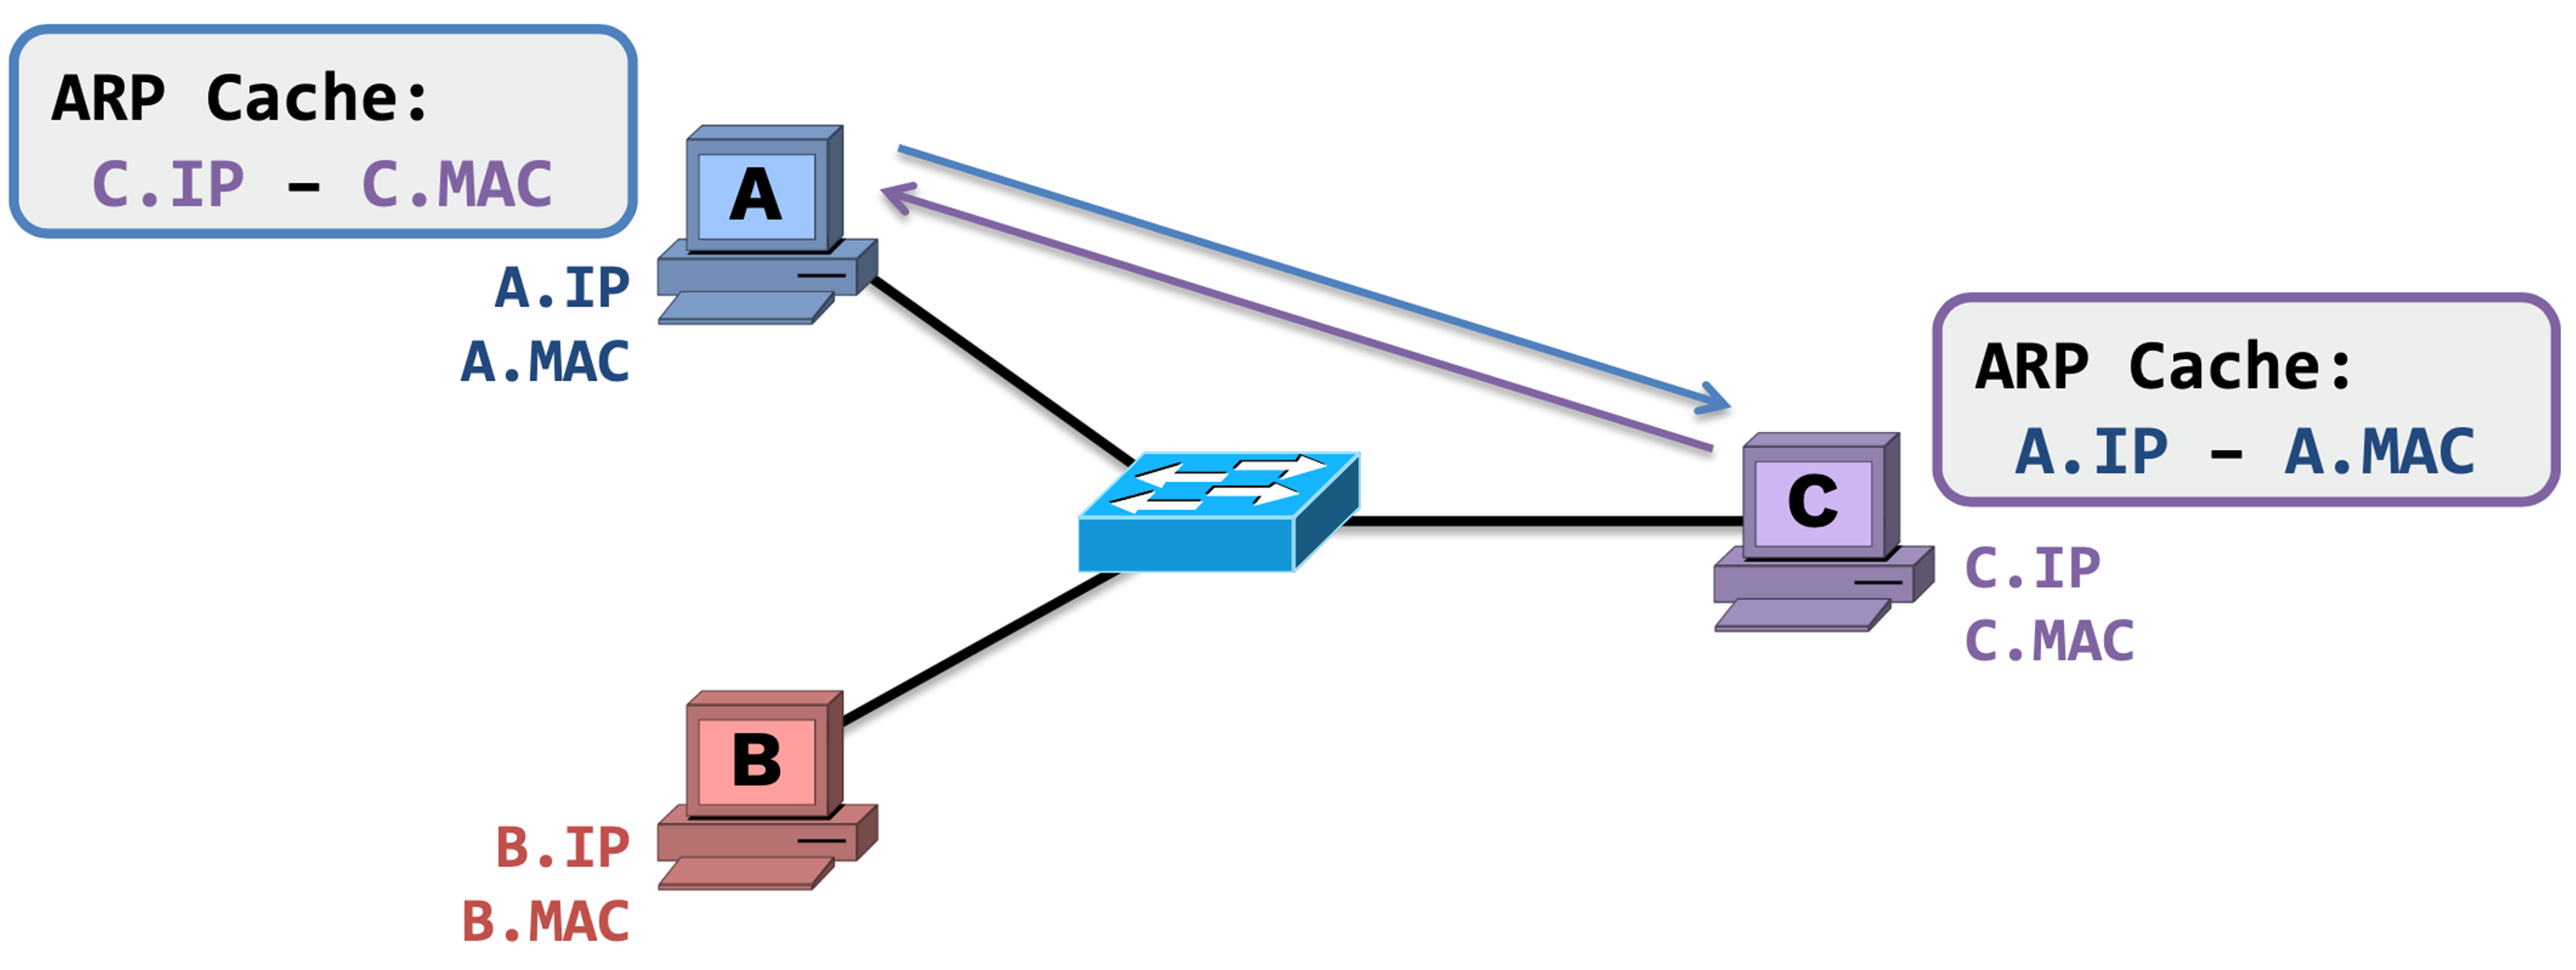 ARP Cache:
C.IP – C.MAC
A
A.IP
A.MAC
ARP Cache:
A.IP – A.MAC
C
C.IP
C.MAC
B
B.IP
B.MAC